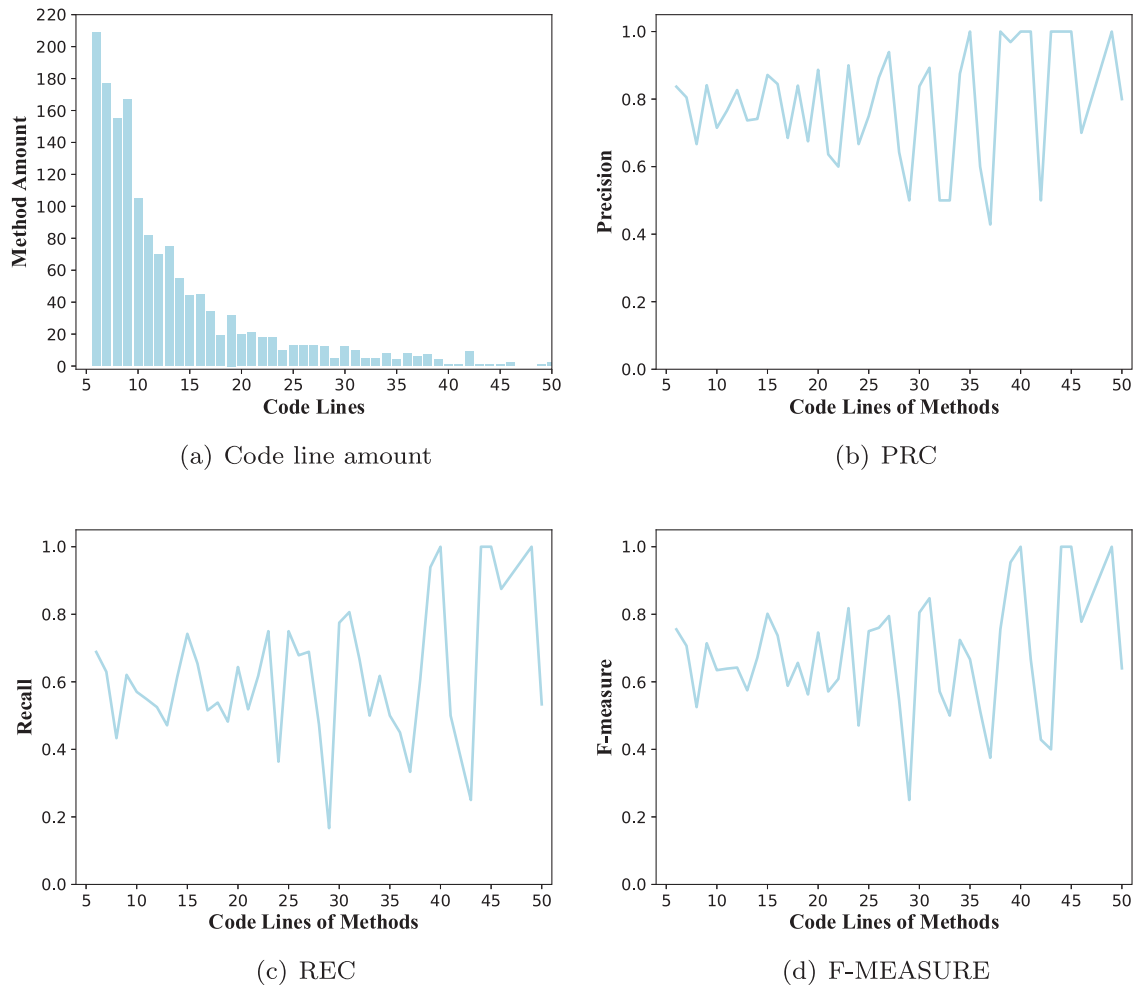 220
200
180
160
140
120
100
80
60
40
20
0
Method Amount
5 10 15 20 25 30 35 40 45 50
Code Lines
(a) Code line amount
1.0
0.8
0.6
0.4
0.2
0.0
Precision
5 10 15 20 25 30 35 40 45 50
Code Lines of Methods
(b) PRC
1.0
0.8
0.6
0.4
0.2
0.0
Recall
5 10 15 20 25 30 35 40 45 50
Code Lines of Methods
(c) REC
1.0
0.8
0.6
0.4
0.2
0.0
F-measure
5 10 15 20 25 30 35 40 45 50
Code Lines of Methods
(d) F-MEASURE